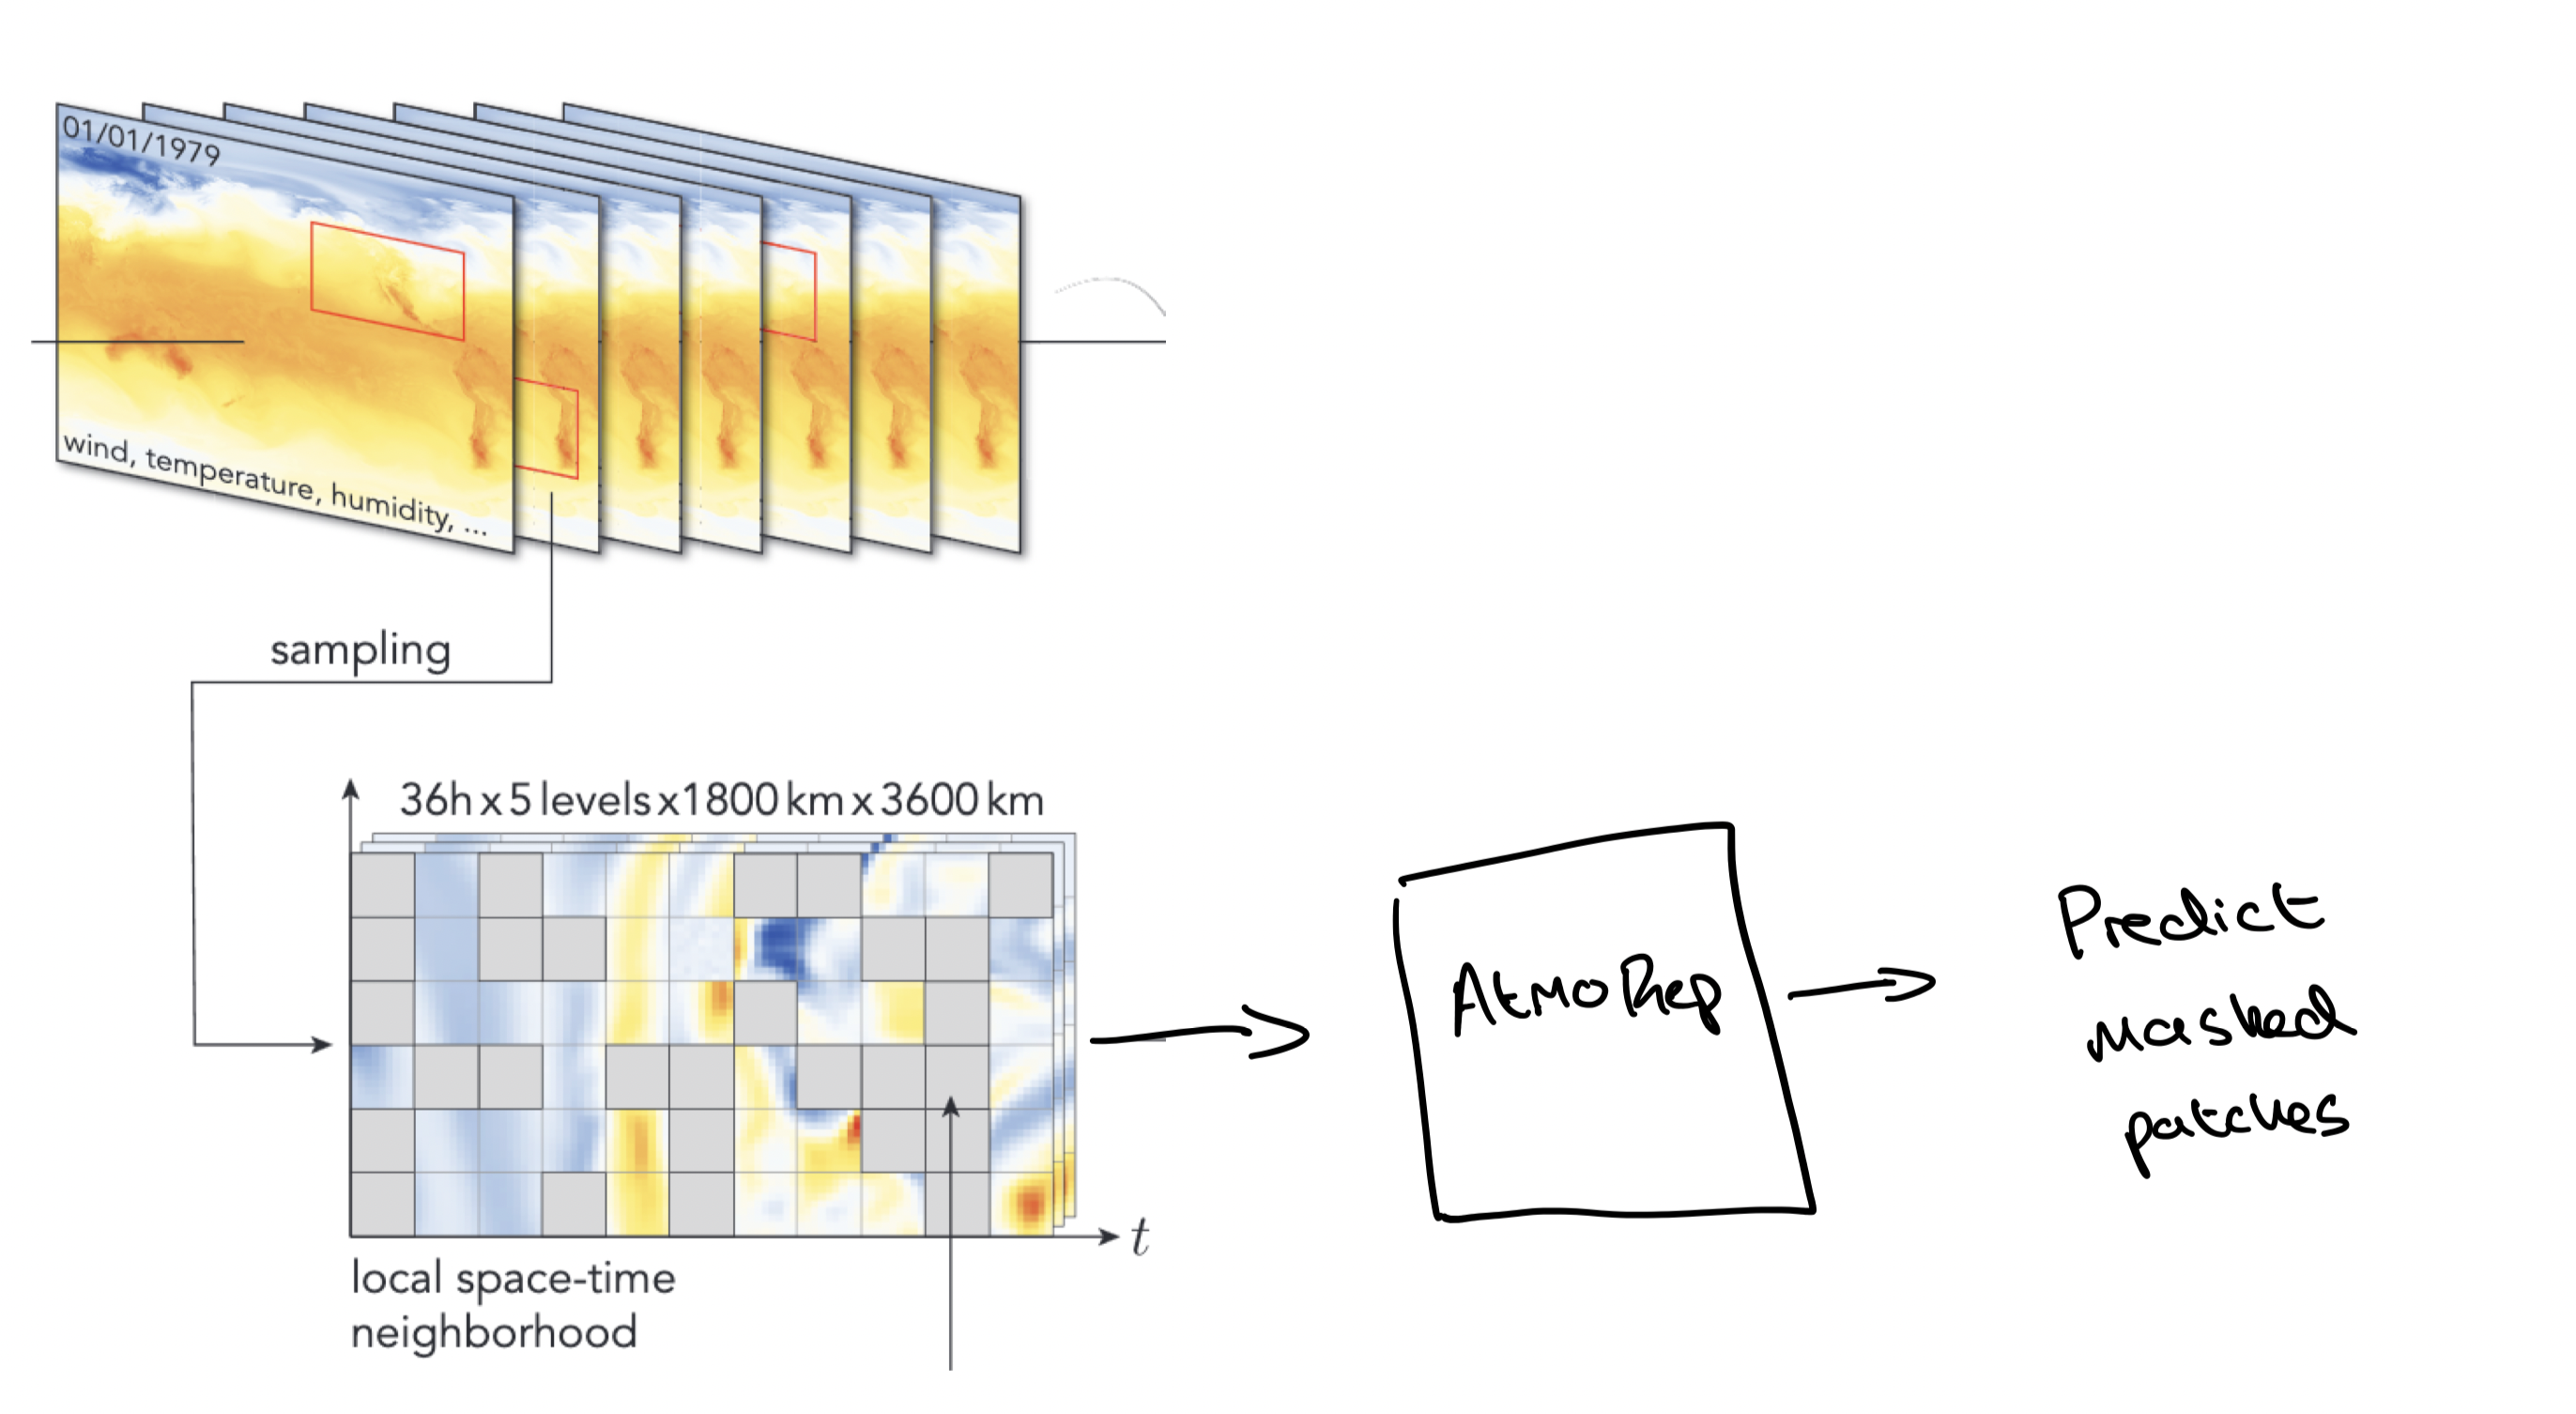 01/01/1979
wind, temperature, humidity, ...
sampling
36h x 5 levels x1800 km x 3600 km
t
local space-time
neighborhood
AtmoRep
Predict
masked
patches